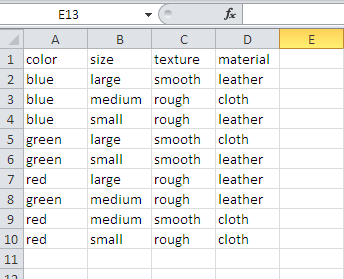 E13 fx
A B C D E
1 color size texture material
2 blue large smooth leather
3 blue medium rough cloth
4 blue small rough leather
5 green large smooth cloth
6 green small smooth leather
7 red large rough leather
8 green medium rough leather
9 red medium smooth cloth
10 red small rough cloth
11